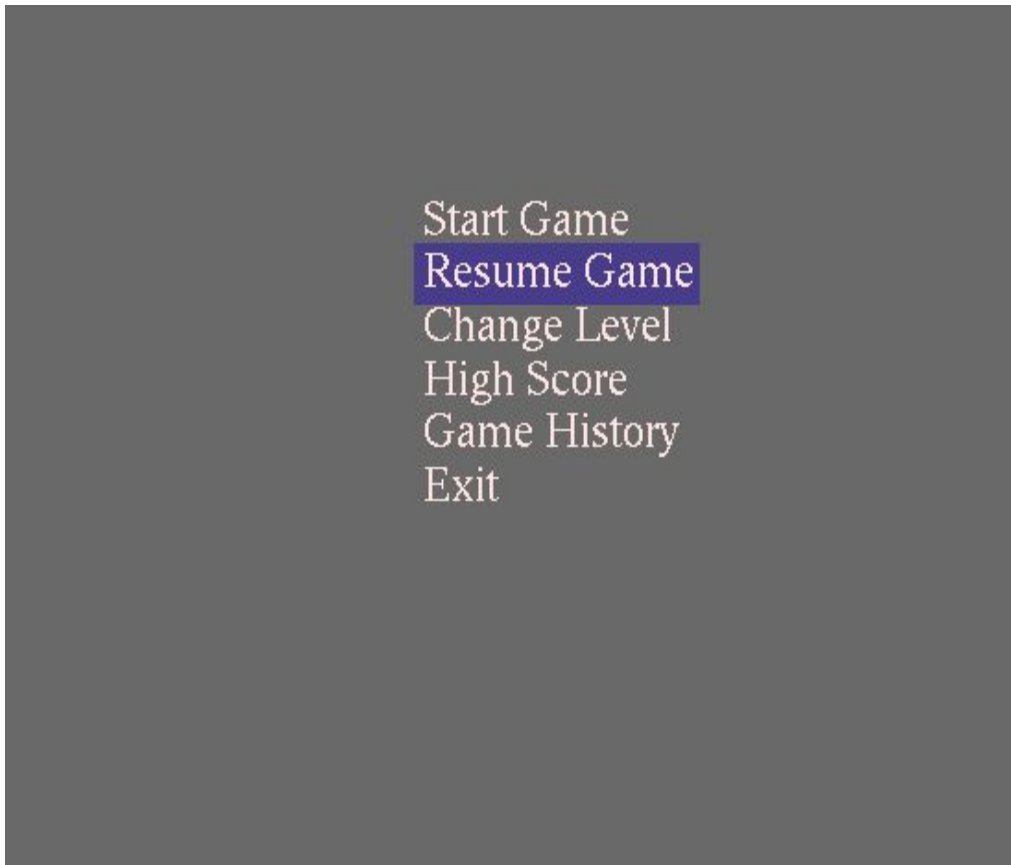 Start Game
Resume Game
Change Level
High Score
Game History
Exit